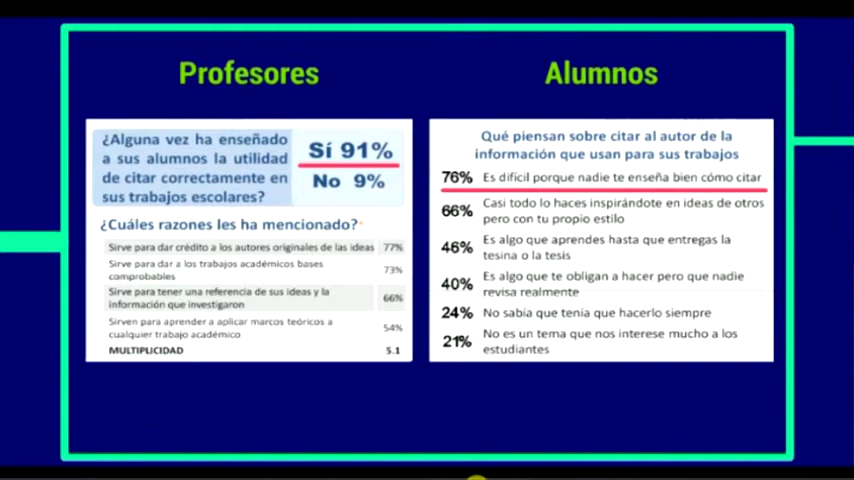 Profesores
¿Alguna vez ha enseñado
a sus alumnos la utilidad
de citar correctamente en
sus trabajos escolares?
Sí 91%
No 9%
¿Cuáles razones les ha mencionado?*
Sirve para dar crédito a los autores originales de las ideas 77%
Sirve para dar a los trabajos académicos bases
comprobables 73%
Sirve para tener una referencia de sus ideas y la
información que investigaron 66%
Sirven para aprender a aplicar marcos teóricos a
cualquier trabajo académico 54%
MULTIPLICIDAD 5.1
Alumnos
Qué piensan sobre citar al autor de la
información que usan para sus trabajos
76% Es difícil porque nadie te enseña bien cómo citar
66% Casi todo lo haces inspirándote en ideas de otros
pero con tu propio estilo
46% Es algo que aprendes hasta que entregas la
tesina o la tesis
40% Es algo que te obligan a hacer pero que nadie
revisa realmente
24% No sabía que tenía que hacerlo siempre
21% No es un tema que nos interese mucho a los
estudiantes